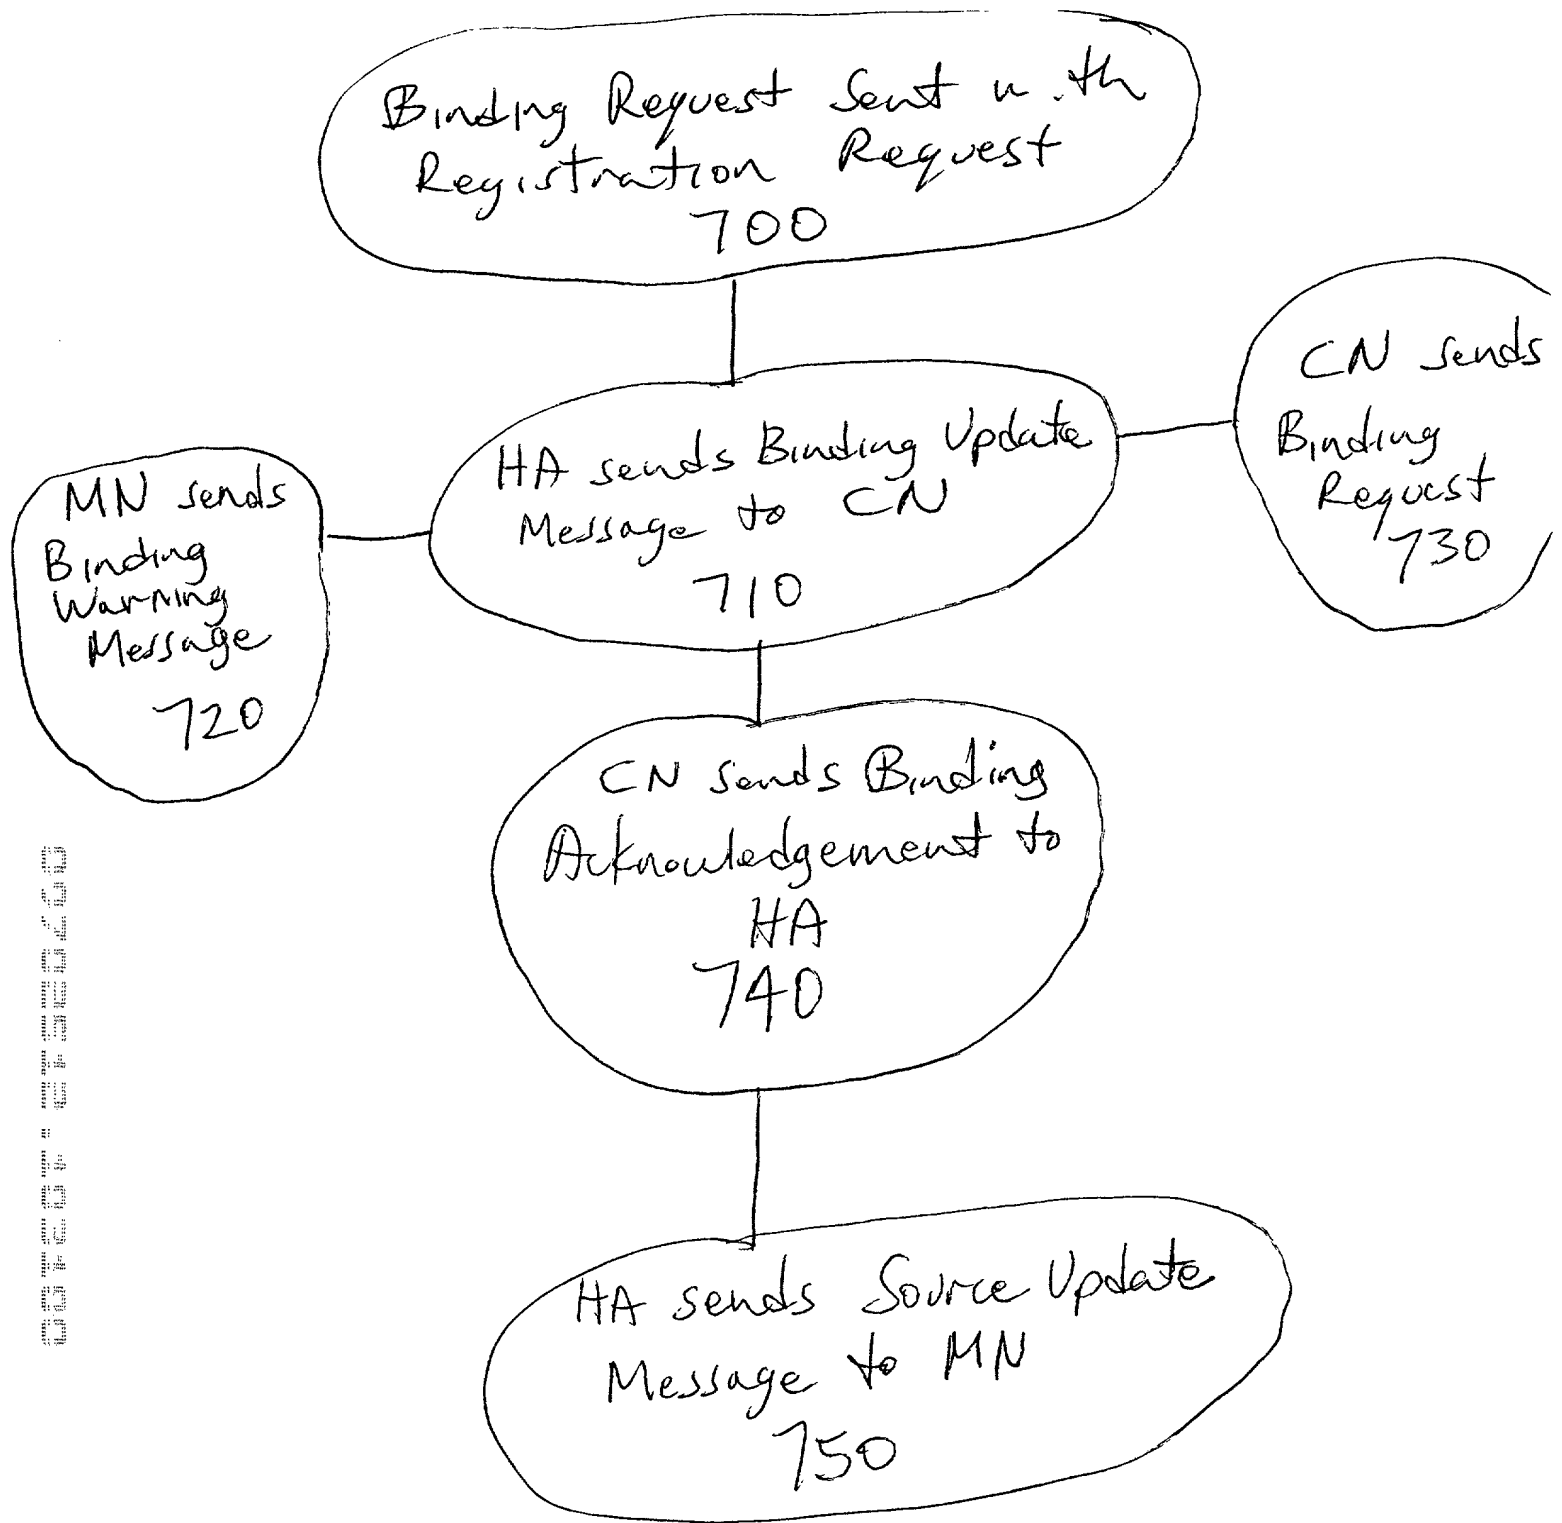 Binding Request Sent with
Registration Request
700
CN sends
Binding
Request
730
HA sends Binding Update
Message to CN
710
MN sends
Binding
Warning
Message
720
CN sends Binding
Acknowledgement to
HA
740
HA sends Source Update
Message to MN
750